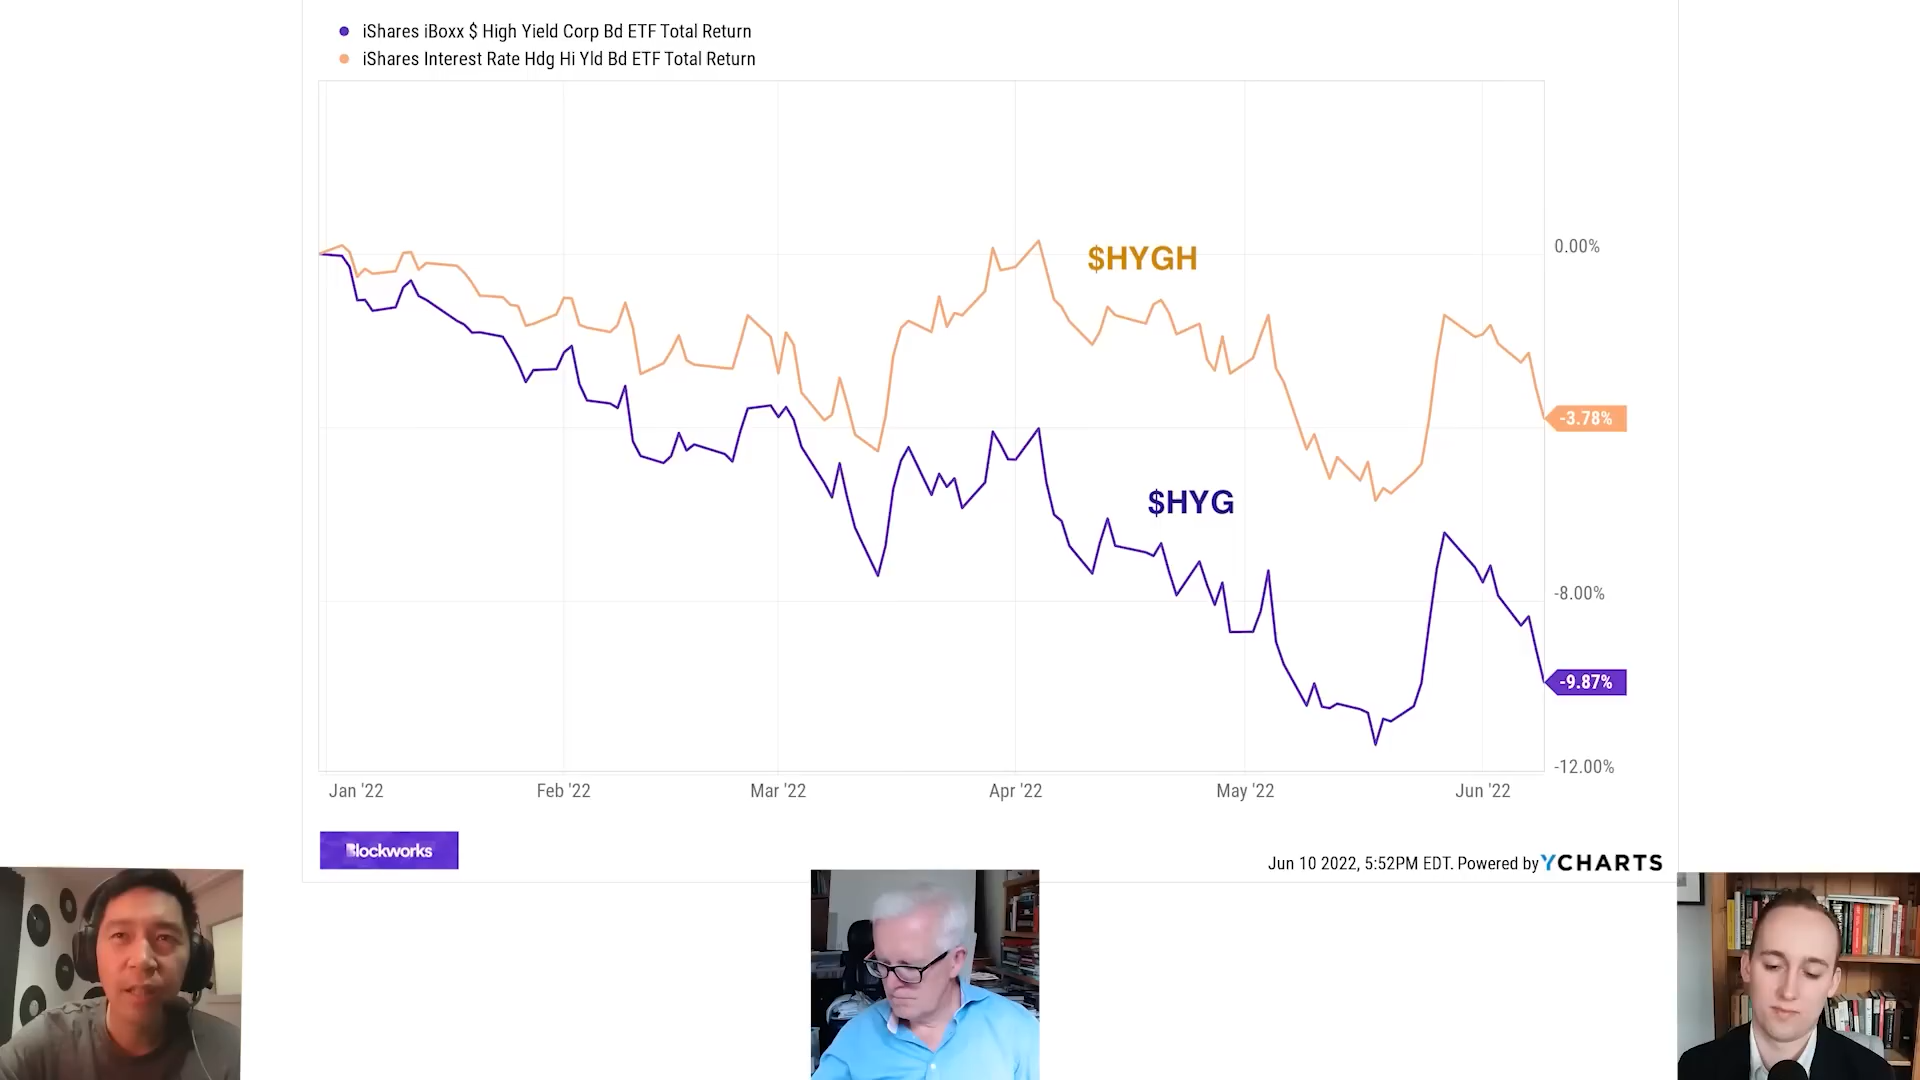 iShares iBoxx $ High Yield Corp Bd ETF Total Return
iShares Interest Rate Hdg Hi Yld Bd ETF Total Return
$HYGH
0.00%
-3.78%
$HYG
-8.00%
-9.87%
-12.00%
Jan '22 Feb '22 Mar '22 Apr '22 May '22 Jun '22
Blockworks
Jun 10 2022, 5:52PM EDT. Powered by YCHARTS